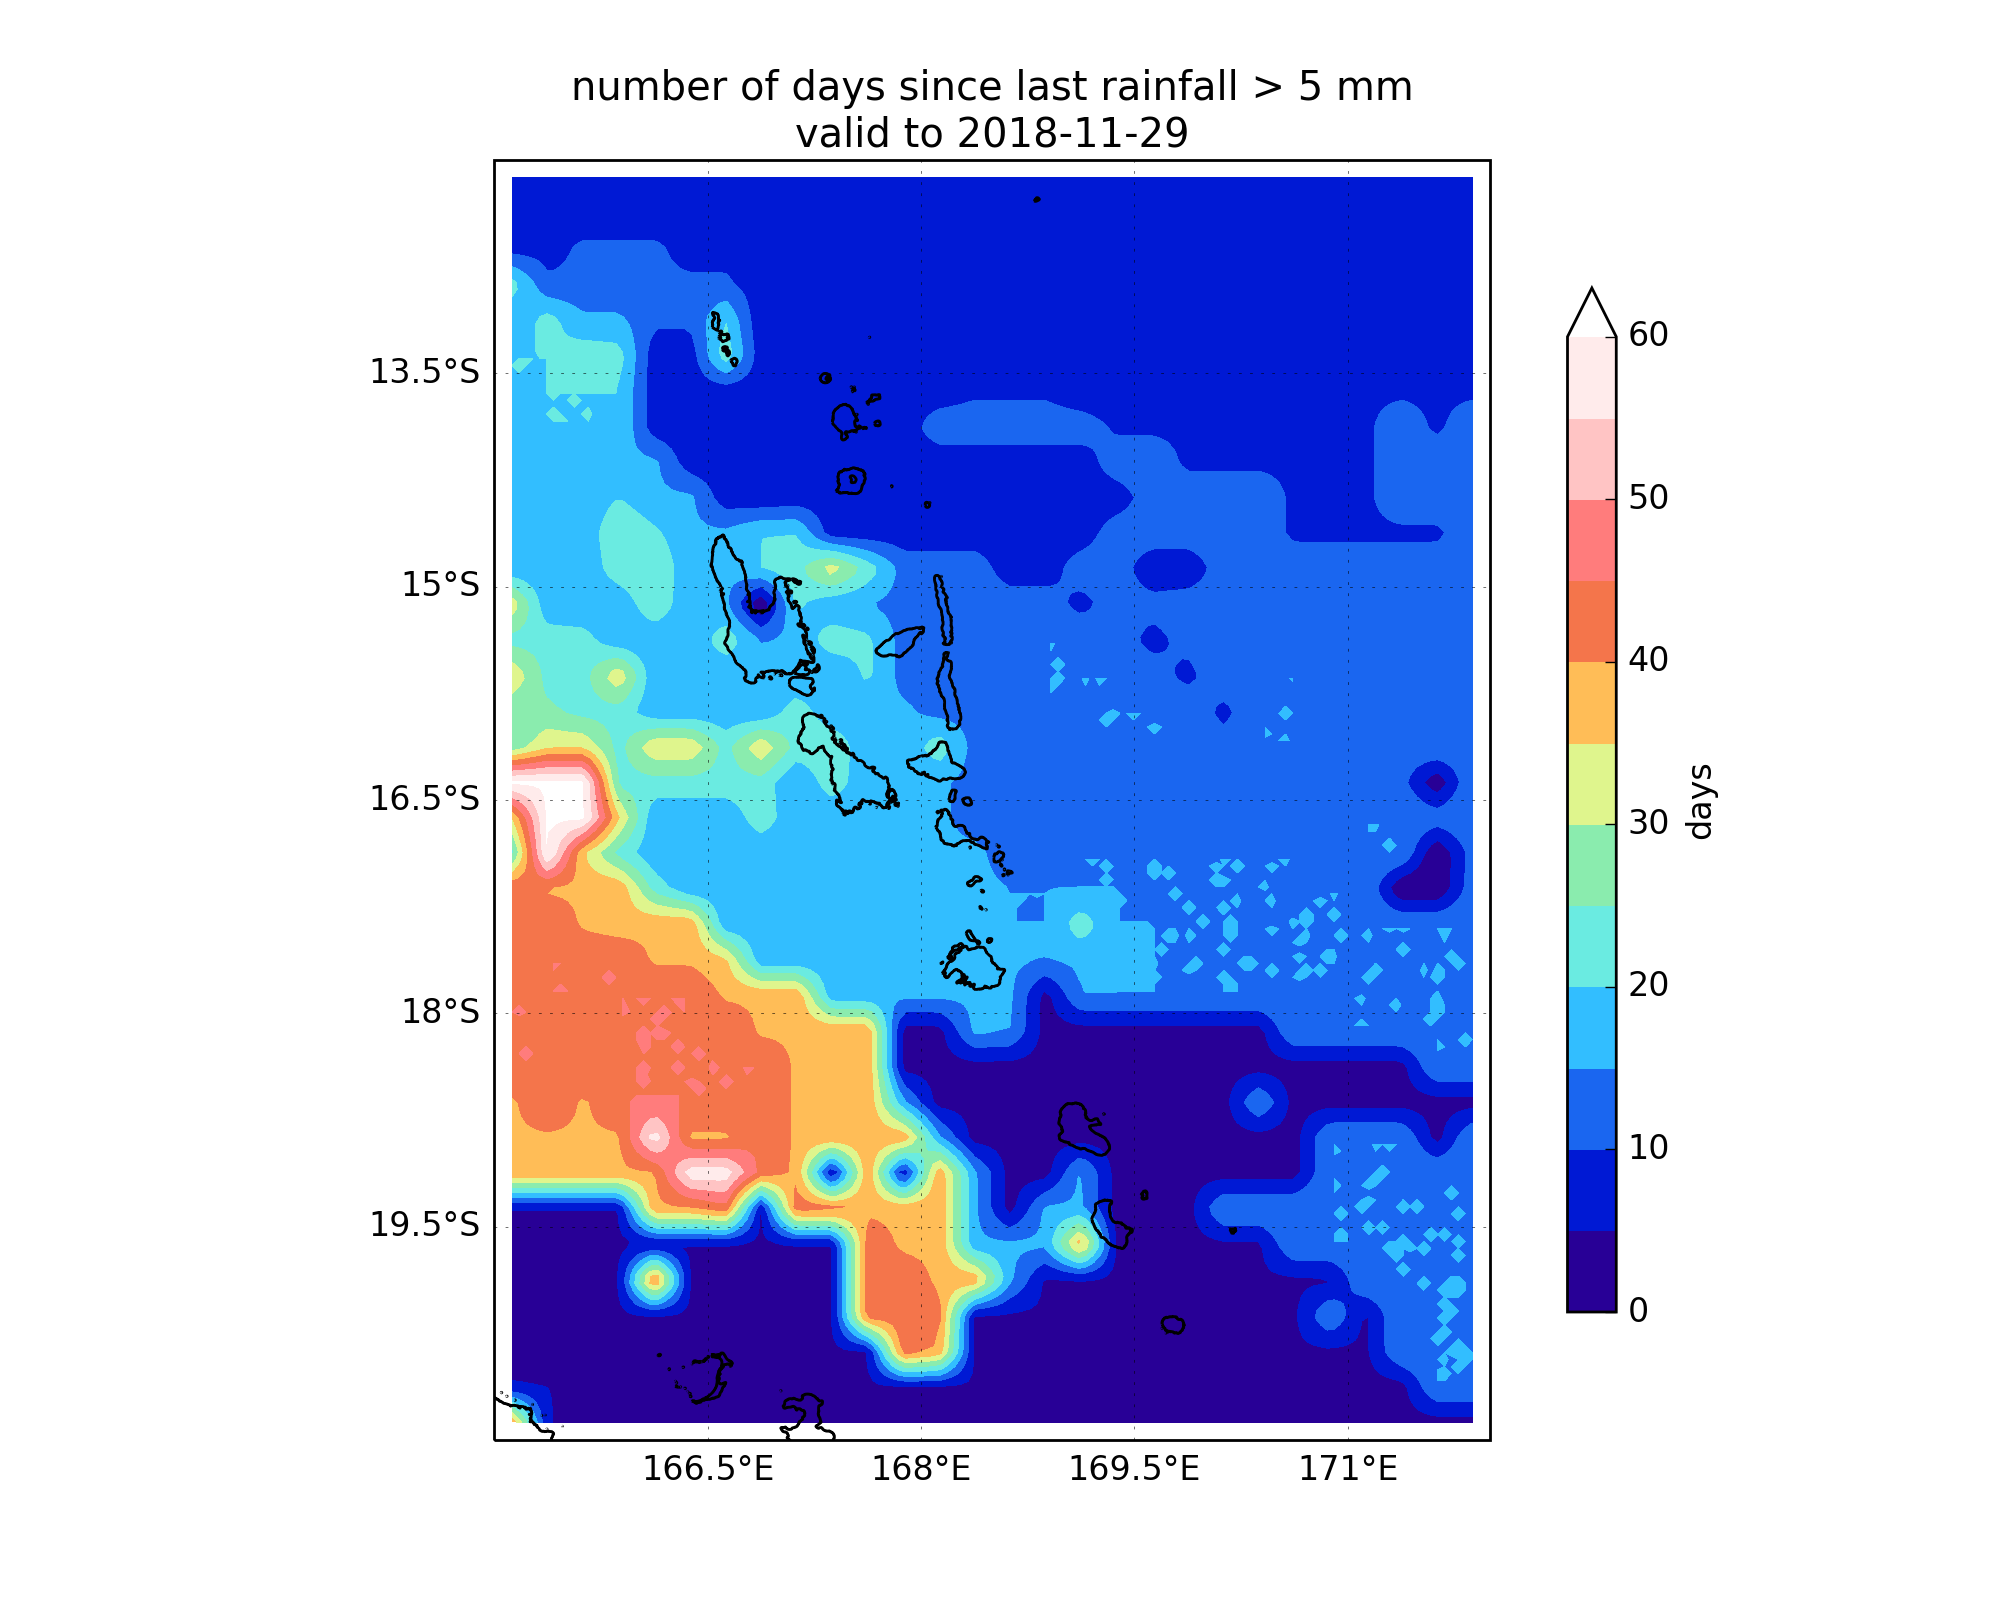 number of days since last rainfall > 5 mm
valid to 2018-11-29
13.5°S
15°S
16.5°S
18°S
19.5°S
166.5°E
168°E
169.5°E
171°E
60
50
40
30
20
10
0
days